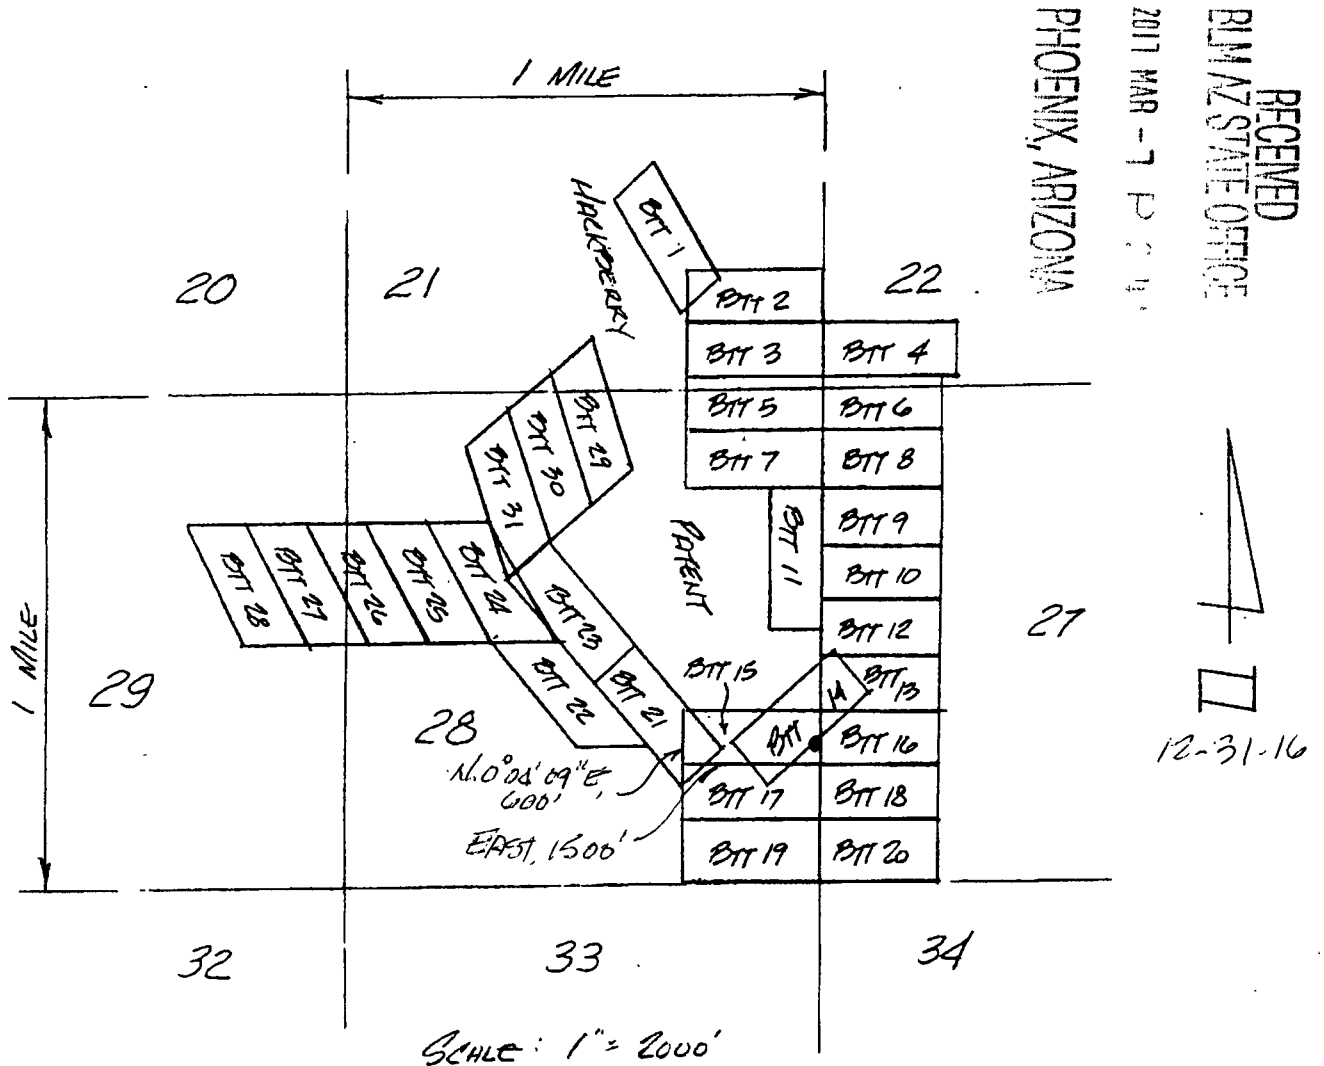 1 MILE
RECEIVED
BLM AZ STATE OFFICE
2017 MAR -7 P
PHOENIX, ARIZONA
20
21
22
HACKBERRY
BTT 1
BTT 2
BTT 3
BTT 4
BTT 5
BTT 6
BTT 7
BTT 8
BTT 29
BTT 30
BTT 31
BTT 9
BTT 11
PATENT
BTT 10
BTT 28
BTT 27
BTT 26
BTT 25
BTT 24
BTT 23
BTT 12
27
1 MILE
29
BTT 22
BTT 21
BTT 15
BTT 14
BTT 13
28
BTT 16
12-31-16
N.0°04'09"E,
600'
BTT 17
BTT 18
EAST, 1500'
BTT 19
BTT 20
32
33
34
SCALE: 1"= 2000'